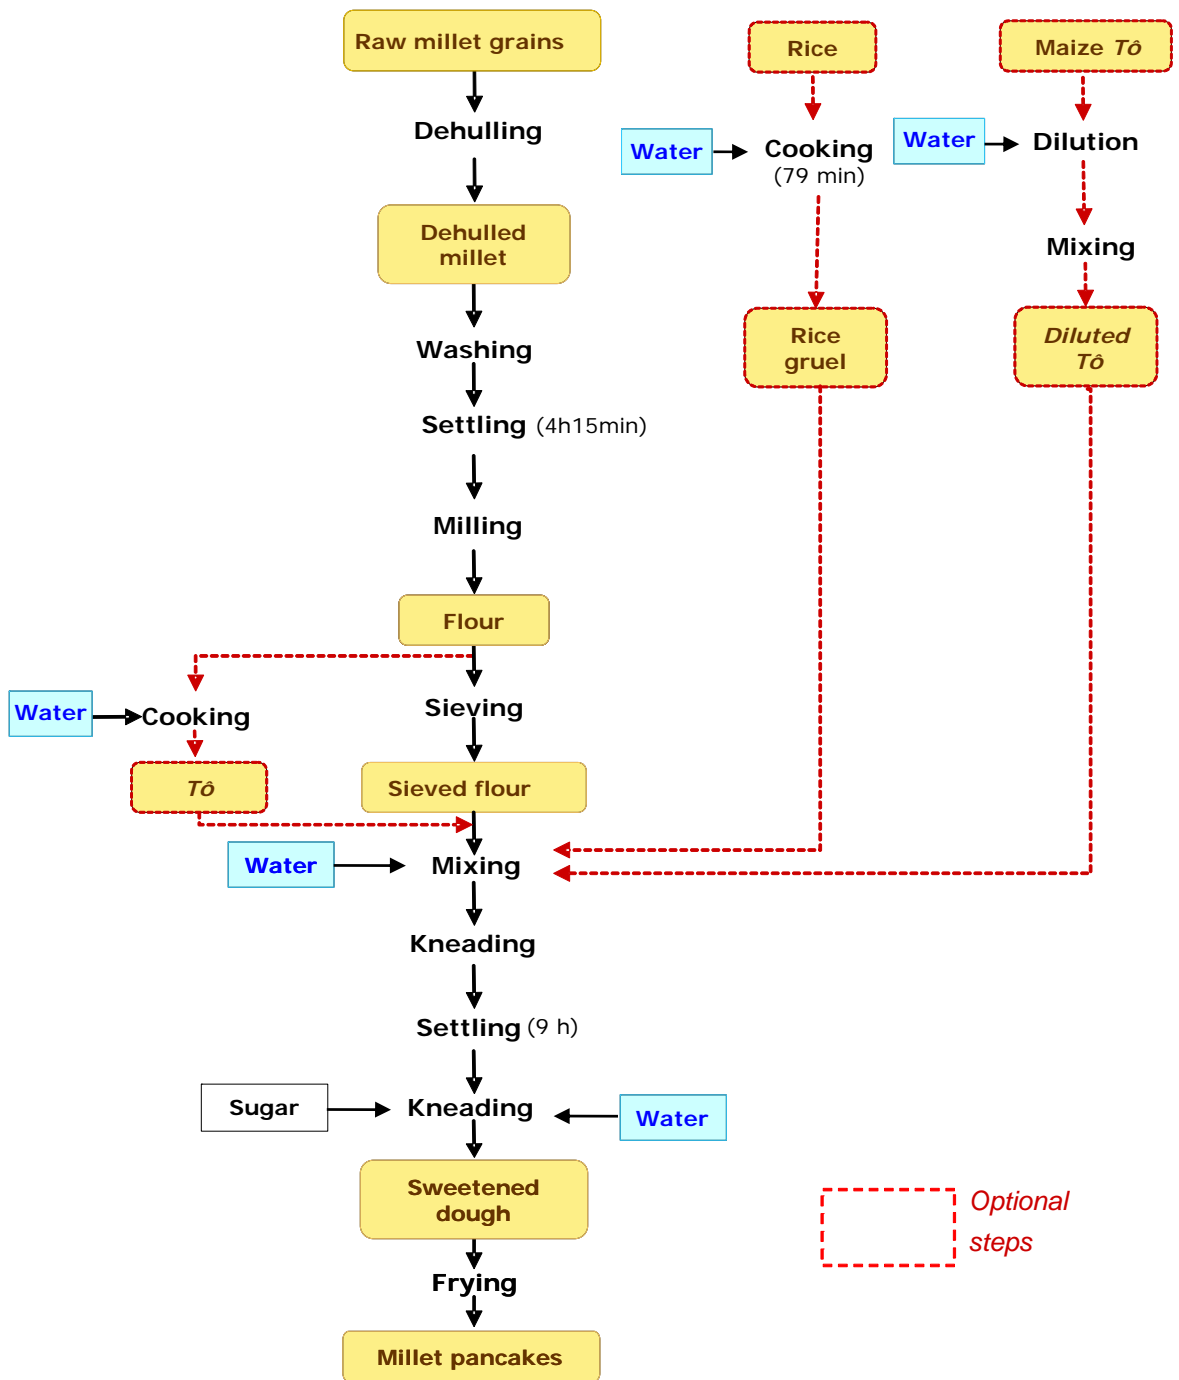 Raw millet grains
Rice
Maize Tô
Dehulling
Water
Cooking
(79 min)
Water
Dilution
Dehulled
millet
Mixing
Washing
Rice
gruel
Diluted
Tô
Settling (4h15min)
Milling
Flour
Water
Cooking
Sieving
Tô
Sieved flour
Water
Mixing
Kneading
Settling (9 h)
Sugar
Kneading
Water
Sweetened
dough
Optional
steps
Frying
Millet pancakes